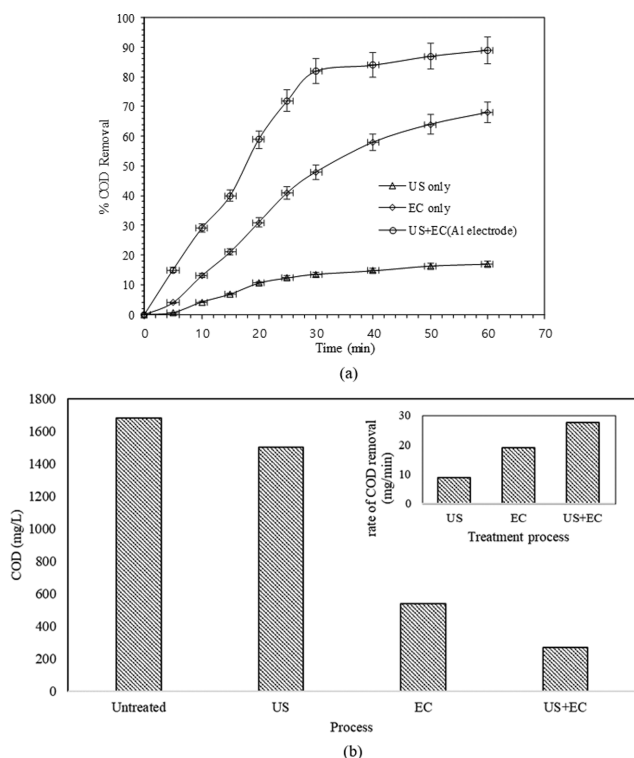 100
90
80
70
60
50
40
30
20
10
0
% COD Removal
US only
EC only
US+EC(Al electrode)
0 10 20 30 40 50 60 70
Time (min)
(a)
1800
1600
1400
1200
1000
800
600
400
200
0
COD (mg/L)
Untreated US EC US+EC
Process
30
20
10
0
rate of COD removal
(mg/min)
US EC US+EC
Treatment process
(b)